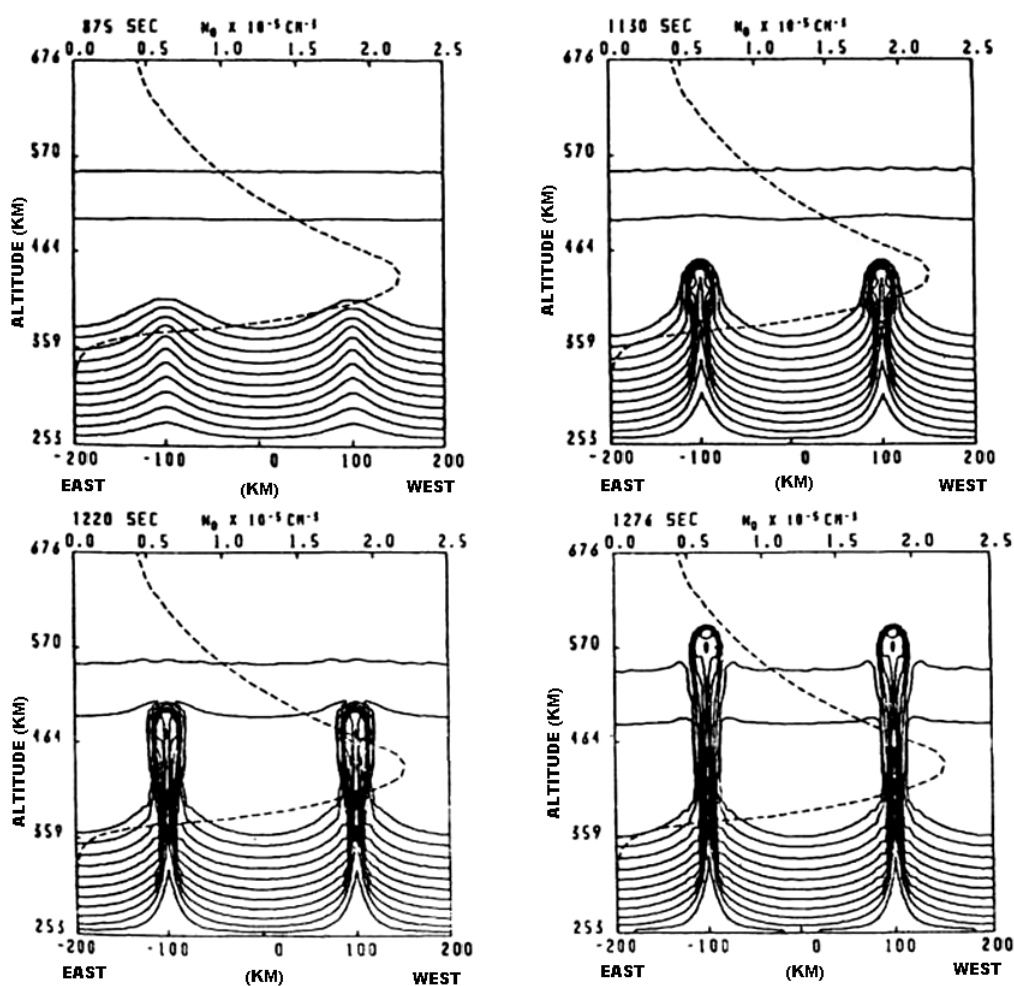 875 SEC N₀ X 10⁻⁵ CM⁻³
0.0 0.5 1.0 1.5 2.0 2.5
676
570
464
359
253
ALTITUDE (KM)
-200 -100 0 100 200
EAST (KM) WEST
1130 SEC N₀ X 10⁻⁵ CM⁻³
0.0 0.5 1.0 1.5 2.0 2.5
676
570
464
359
253
ALTITUDE (KM)
-200 -100 0 100 200
EAST (KM) WEST
1220 SEC N₀ X 10⁻⁵ CM⁻³
0.0 0.5 1.0 1.5 2.0 2.5
676
570
464
359
253
ALTITUDE (KM)
-200 -100 0 100 200
EAST (KM) WEST
1276 SEC N₀ X 10⁻⁵ CM⁻³
0.0 0.5 1.0 1.5 2.0 2.5
676
570
464
359
253
ALTITUDE (KM)
-200 -100 0 100 200
EAST (KM) WEST